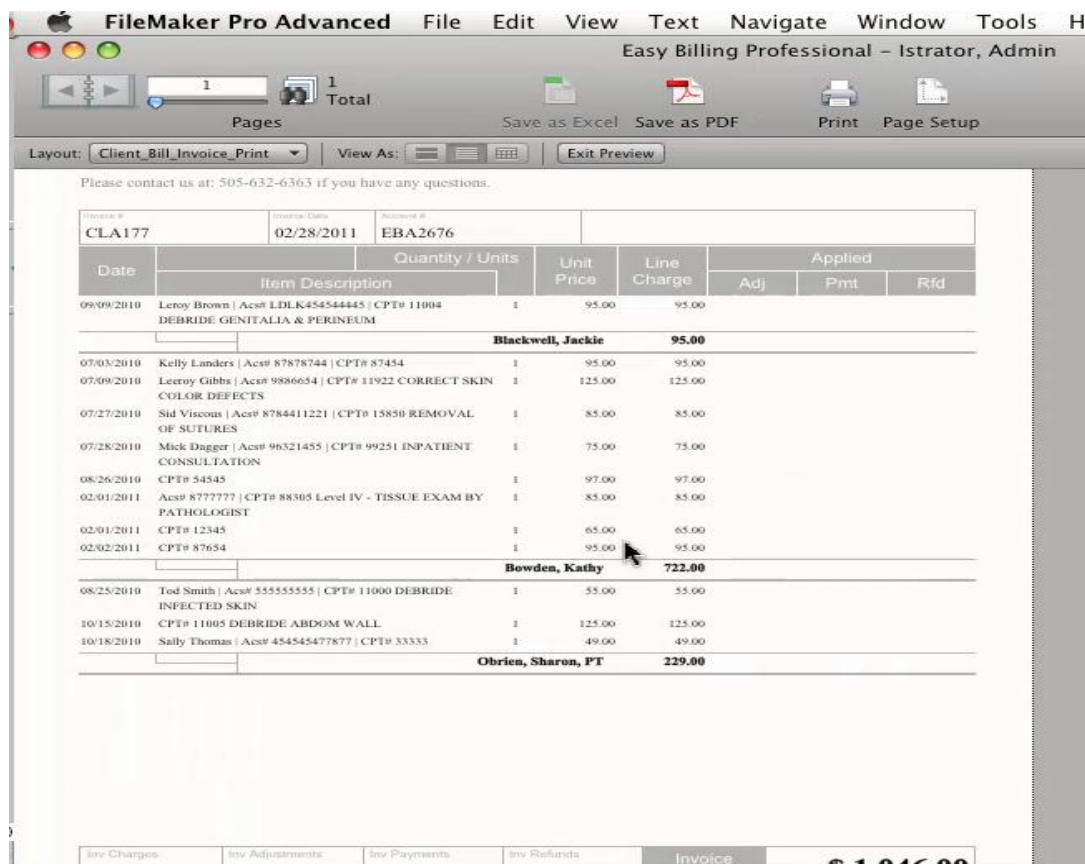 FileMaker Pro Advanced File Edit View Text Navigate Window Tools H
Easy Billing Professional – Istrator, Admin
1
1
Total
Pages
Save as Excel Save as PDF Print Page Setup
Layout: Client_Bill_Invoice_Print View As: Exit Preview
Please contact us at: 505-632-6363 if you have any questions.
Invoice # Invoice Date Account #
CLA177 02/28/2011 EBA2676
Date Quantity / Units Unit Price Line Charge Applied
Item Description Adj Pmt Rfd
09/09/2010 Leroy Brown | Acs# LDLK454544445 | CPT# 11004 1 95.00 95.00
DEBRIDE GENITALIA & PERINEUM
Blackwell, Jackie 95.00
07/03/2010 Kelly Landers | Acs# 87878744 | CPT# 87454 1 95.00 95.00
07/09/2010 Leeroy Gibbs | Acs# 9886654 | CPT# 11922 CORRECT SKIN 1 125.00 125.00
COLOR DEFECTS
07/27/2010 Sid Viscous | Acs# 8784411221 | CPT# 15850 REMOVAL 1 85.00 85.00
OF SUTURES
07/28/2010 Mick Dagger | Acs# 96321455 | CPT# 99251 INPATIENT 1 75.00 75.00
CONSULTATION
08/26/2010 CPT# 54545 1 97.00 97.00
02/01/2011 Acs# 8777777 | CPT# 88305 Level IV - TISSUE EXAM BY 1 85.00 85.00
PATHOLOGIST
02/01/2011 CPT# 12345 1 65.00 65.00
02/02/2011 CPT# 87654 1 95.00 95.00
Bowden, Kathy 722.00
08/25/2010 Tod Smith | Acs# 555555555 | CPT# 11000 DEBRIDE 1 55.00 55.00
INFECTED SKIN
10/15/2010 CPT# 11005 DEBRIDE ABDOM WALL 1 125.00 125.00
10/18/2010 Sally Thomas | Acs# 454545477877 | CPT# 33333 1 49.00 49.00
Obrien, Sharon, PT 229.00
Inv Charges Inv Adjustments Inv Payments Inv Refunds Invoice $ 1,046.00